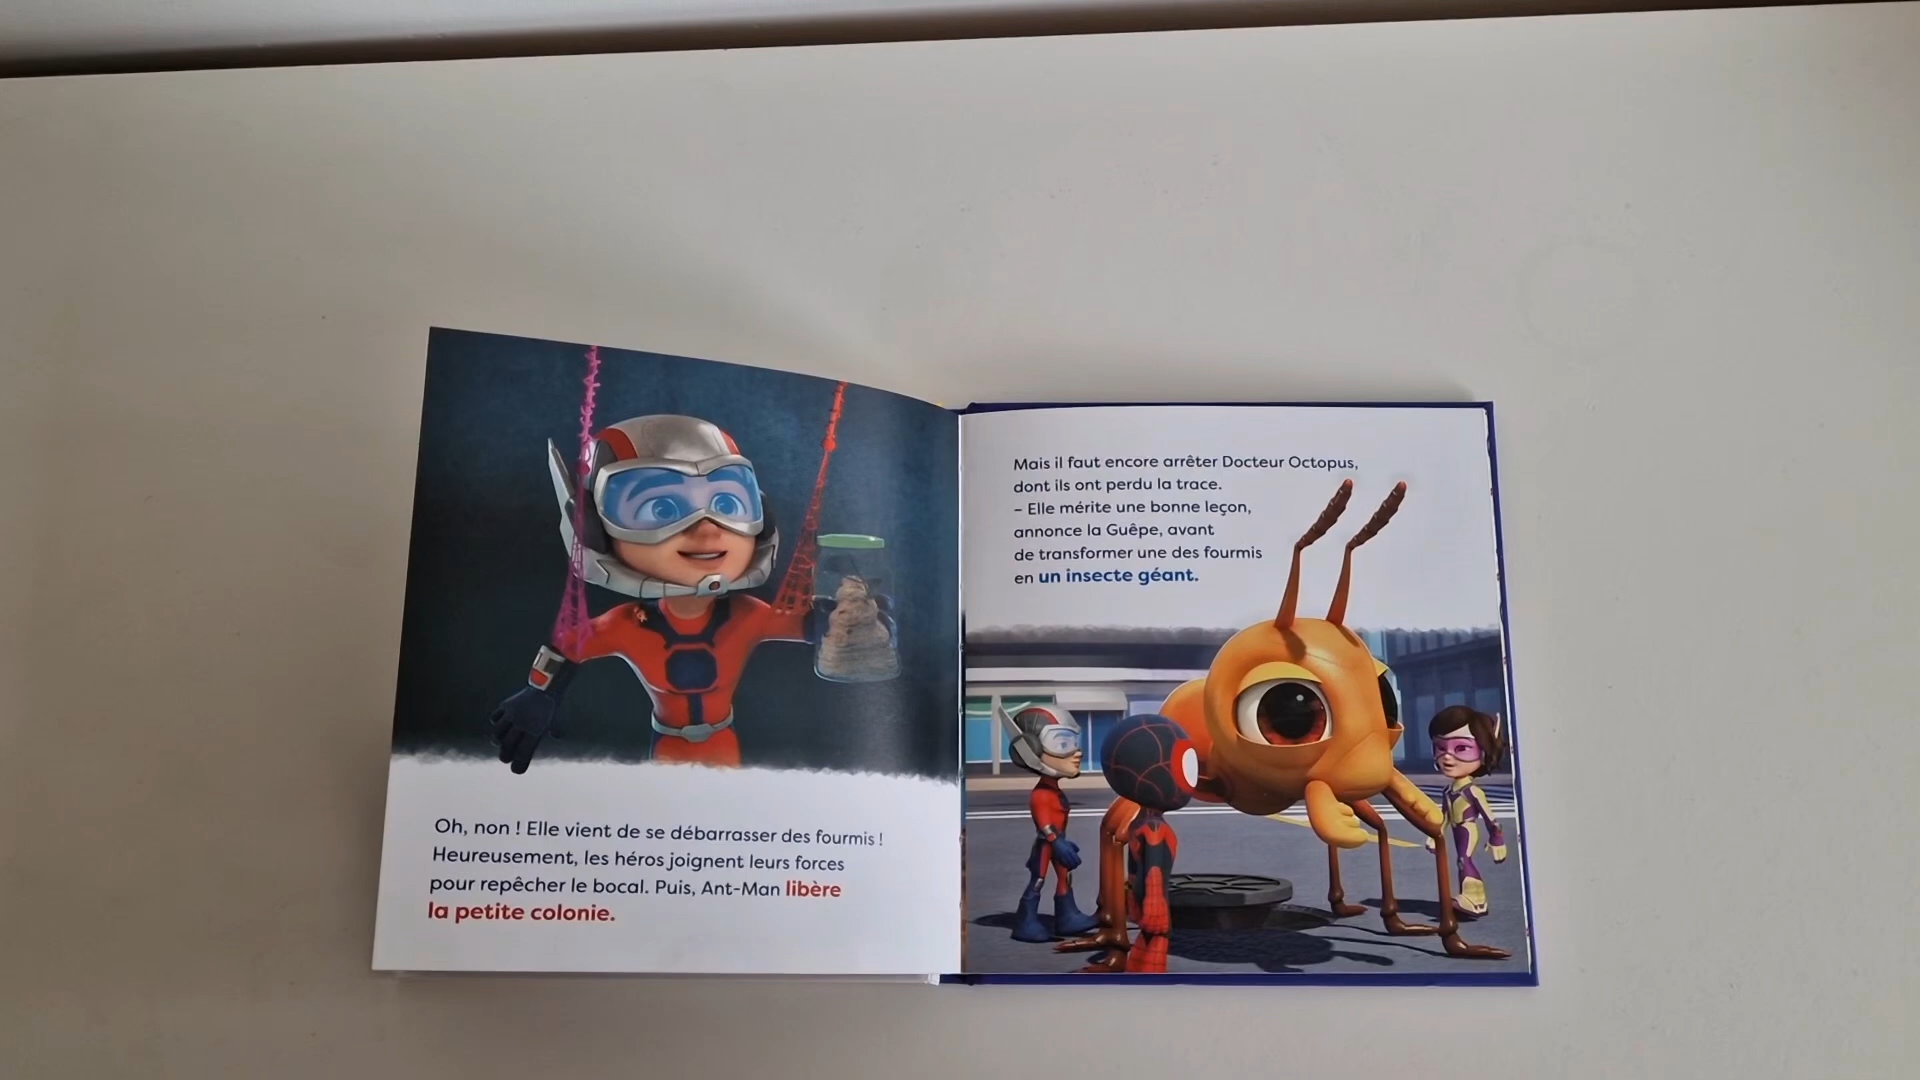 Oh, non ! Elle vient de se débarrasser des fourmis !
Heureusement, les héros joignent leurs forces
pour repêcher le bocal. Puis, Ant-Man libère
la petite colonie.
Mais il faut encore arrêter Docteur Octopus,
dont ils ont perdu la trace.
– Elle mérite une bonne leçon,
annonce la Guêpe, avant
de transformer une des fourmis
en un insecte géant.